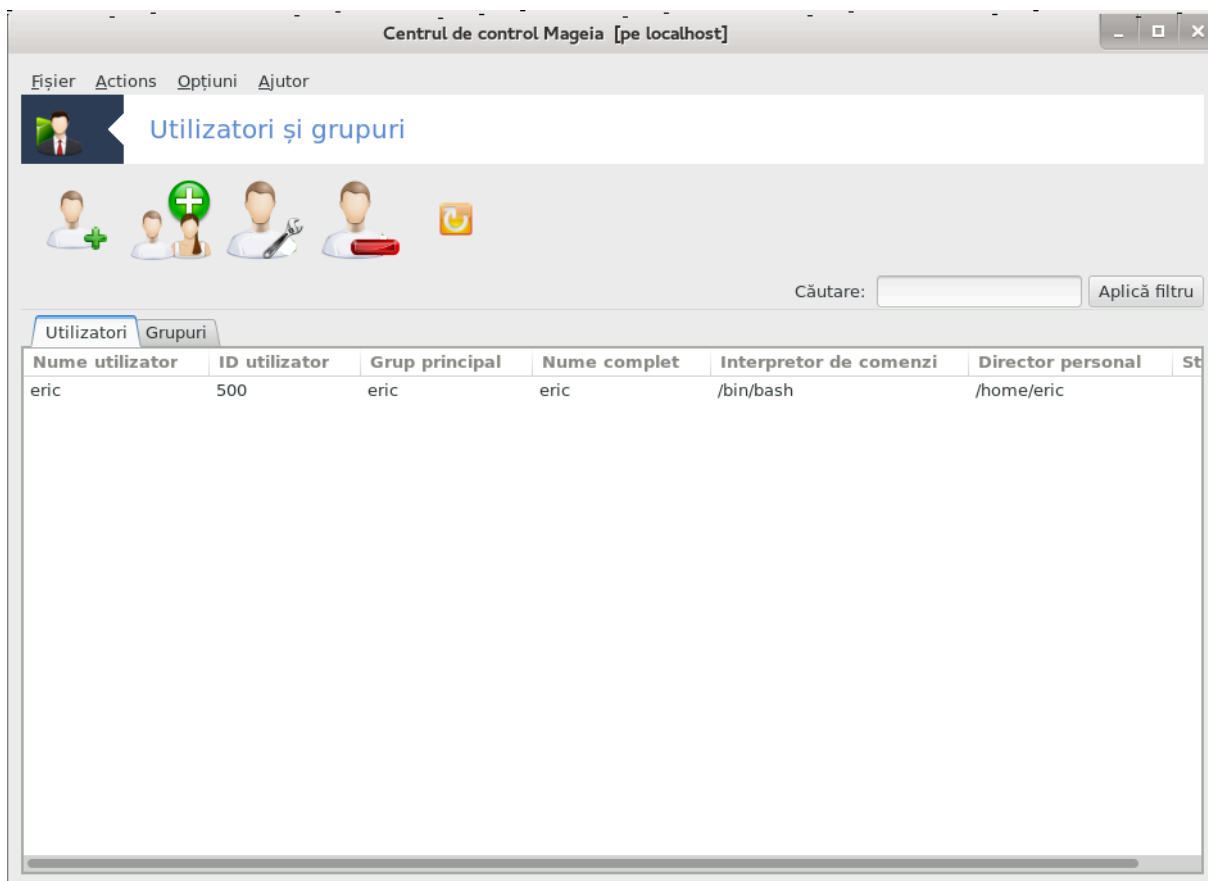 Centrul de control Mageia [pe localhost]
Fișier Actions Opțiuni Ajutor
Utilizatori și grupuri
Căutare: Aplică filtru
Utilizatori Grupuri
Nume utilizator ID utilizator Grup principal Nume complet Interpretor de comenzi Director personal St
eric 500 eric eric /bin/bash /home/eric